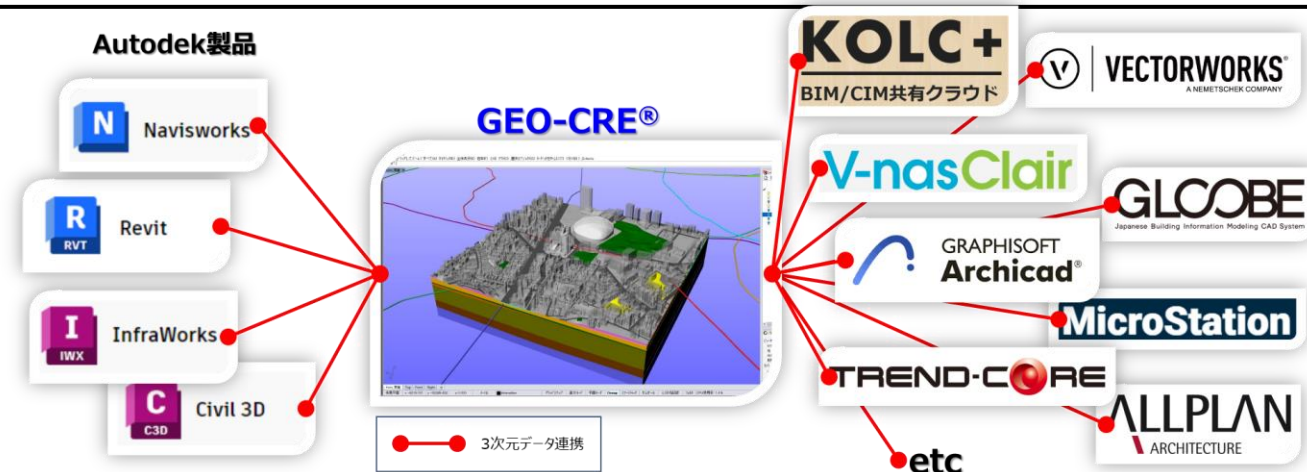 Autodek製品
N
Navisworks
R
RVT
Revit
I
IWX
InfraWorks
C
C3D
Civil 3D
GEO-CRE®
3次元データ連携
KOLC+
BIM/CIM共有クラウド
V
VECTORWORKS®
A NEMETSCHEK COMPANY
V-nasClair
GLOOBE
Japanese Building Information Modeling CAD System
GRAPHISOFT
Archicad®
MicroStation
TREND-CORE
ALLPLAN
ARCHITECTURE
etc